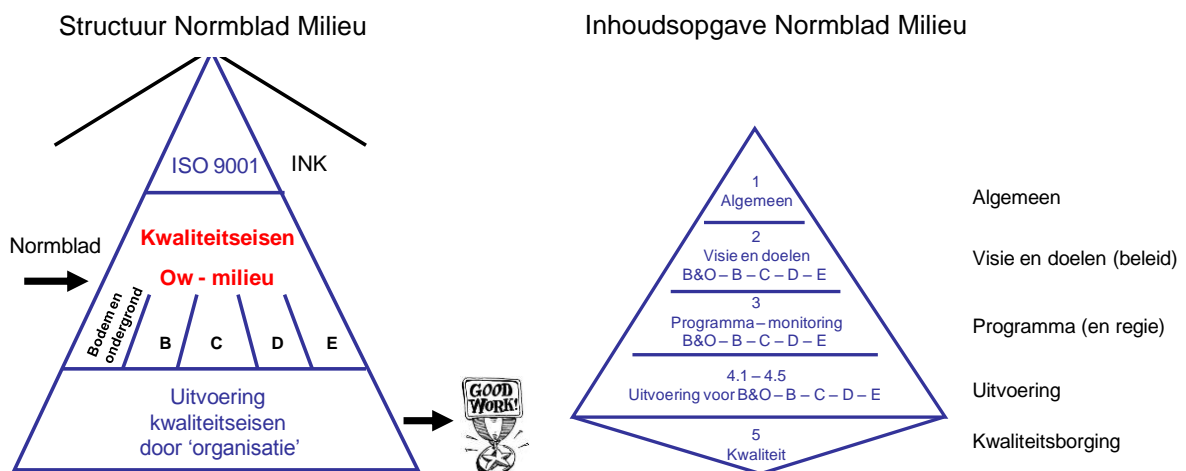 Structuur Normblad Milieu
ISO 9001
INK
Normblad
Kwaliteitseisen
Ow - milieu
Bodem en
ondergrond
B
C
D
E
Uitvoering
kwaliteitseisen
door ‘organisatie’
GOOD
WORK!
Inhoudsopgave Normblad Milieu
1
Algemeen
Algemeen
2
Visie en doelen
B&O – B – C – D – E
Visie en doelen (beleid)
3
Programma – monitoring
B&O – B – C – D – E
Programma (en regie)
4.1 – 4.5
Uitvoering voor B&O – B – C – D – E
Uitvoering
5
Kwaliteit
Kwaliteitsborging